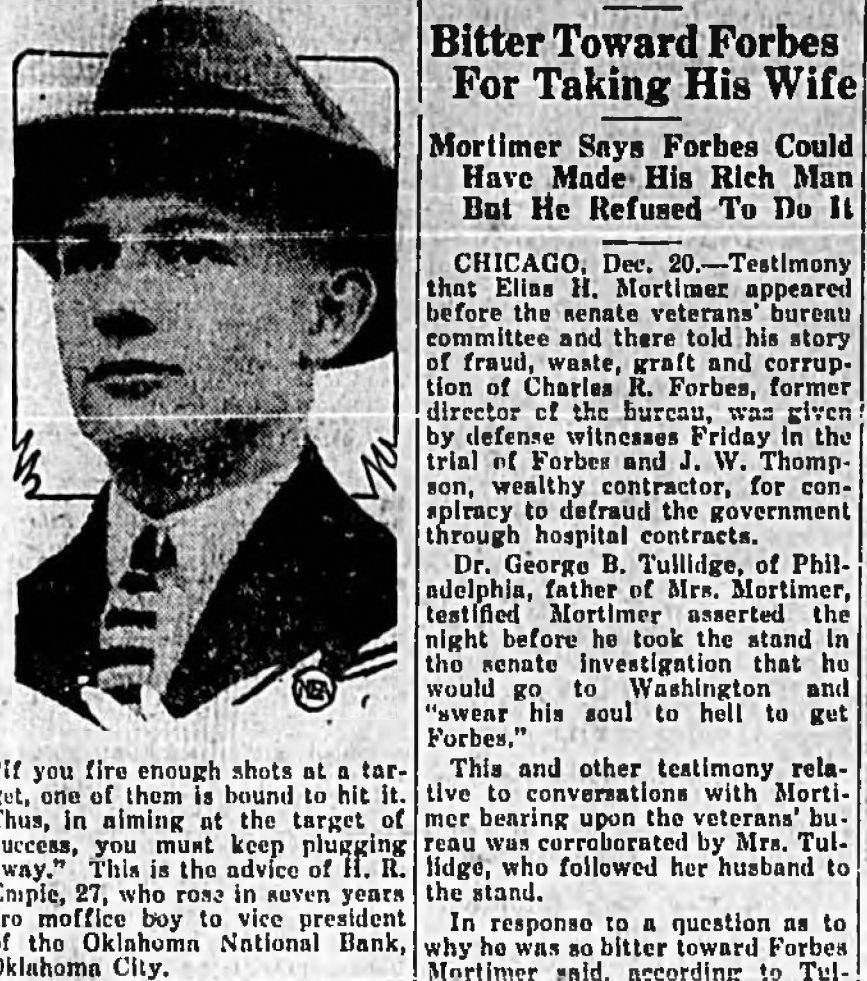 NEA
"If you fire enough shots at a tar-
get, one of them is bound to hit it.
Thus, in aiming at the target of
success, you must keep plugging
away." This is the advice of H. R.
Empie, 27, who rose in seven years
fro moffice boy to vice president
of the Oklahoma National Bank,
Oklahoma City.
Bitter Toward Forbes
For Taking His Wife
Mortimer Says Forbes Could
Have Made His Rich Man
But He Refused To Do It
CHICAGO, Dec. 20.—Testimony
that Elias H. Mortimer appeared
before the senate veterans' bureau
committee and there told his story
of fraud, waste, graft and corrup-
tion of Charles R. Forbes, former
director of the bureau, was given
by defense witnesses Friday in the
trial of Forbes and J. W. Thomp-
son, wealthy contractor, for con-
spiracy to defraud the government
through hospital contracts.
Dr. George B. Tullidge, of Phil-
adelphia, father of Mrs. Mortimer,
testified Mortimer asserted the
night before he took the stand in
the senate investigation that he
would go to Washington and
"swear his soul to hell to get
Forbes."
This and other testimony rela-
tive to conversations with Morti-
mer bearing upon the veterans' bu-
reau was corroborated by Mrs. Tul-
lidge, who followed her husband to
the stand.
In response to a question as to
why he was so bitter toward Forbes
Mortimer said, according to Tul-